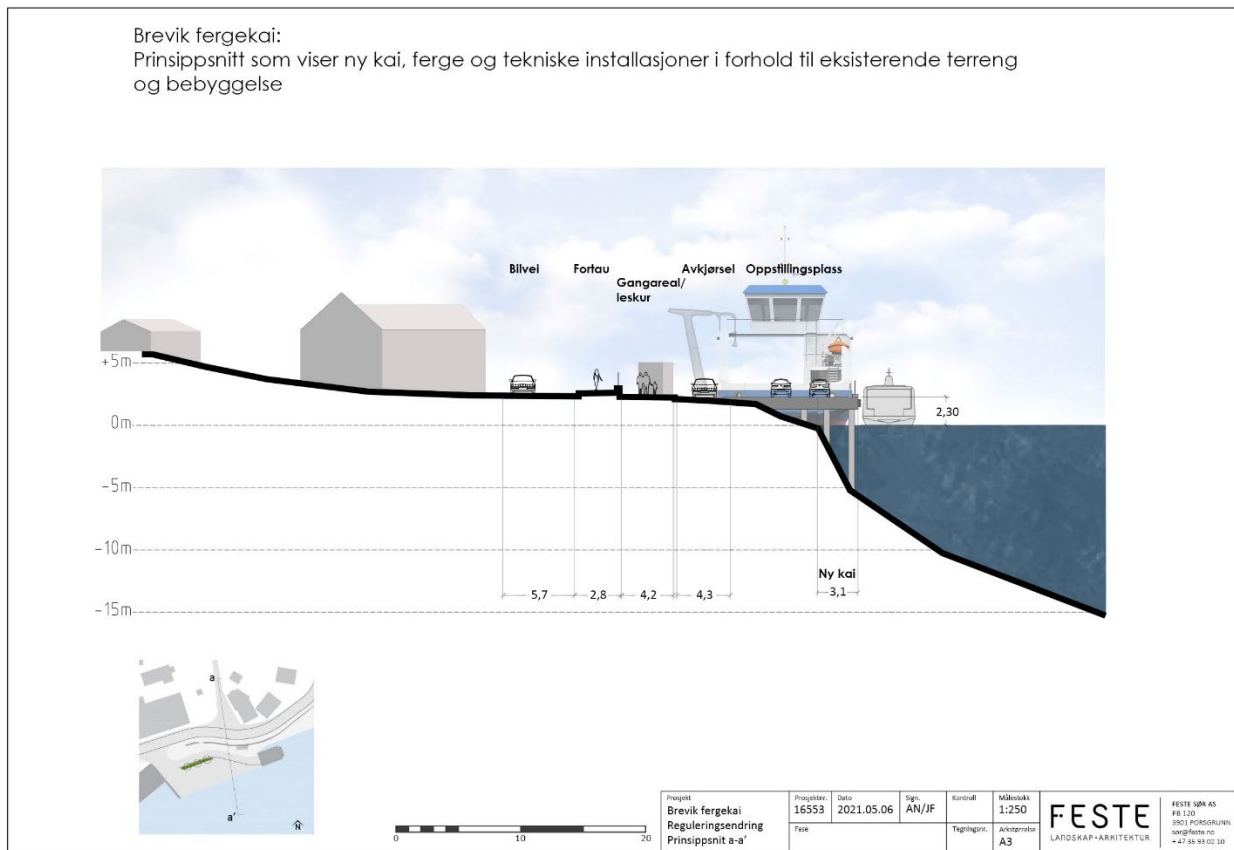 Brevik fergekai:
Prinsippsnitt som viser ny kai, ferge og tekniske installasjoner i forhold til eksisterende terreng
og bebyggelse
Bilvei
Fortau
Gangareal/
leskur
Avkjørsel
Oppstillingsplass
+5m
0m
-5m
-10m
-15m
2,30
Ny kai
5,7
2,8
4,2
4,3
3,1
a
a'
N
0
10
20
Prosjekt
Brevik fergekai
Reguleringsendring
Prinsippsnit a-a'
Prosjektnr.
16553
Dato
2021.05.06
Sign.
AN/JF
Kontroll
Målestokk
1:250
Fase
Tegningsnr.
Arkstørrelse
A3
FESTE
LANDSKAP•ARKITEKTUR
FESTE SØR AS
PB 120
3901 PORSGRUNN
sor@feste.no
+47 35 93 02 10